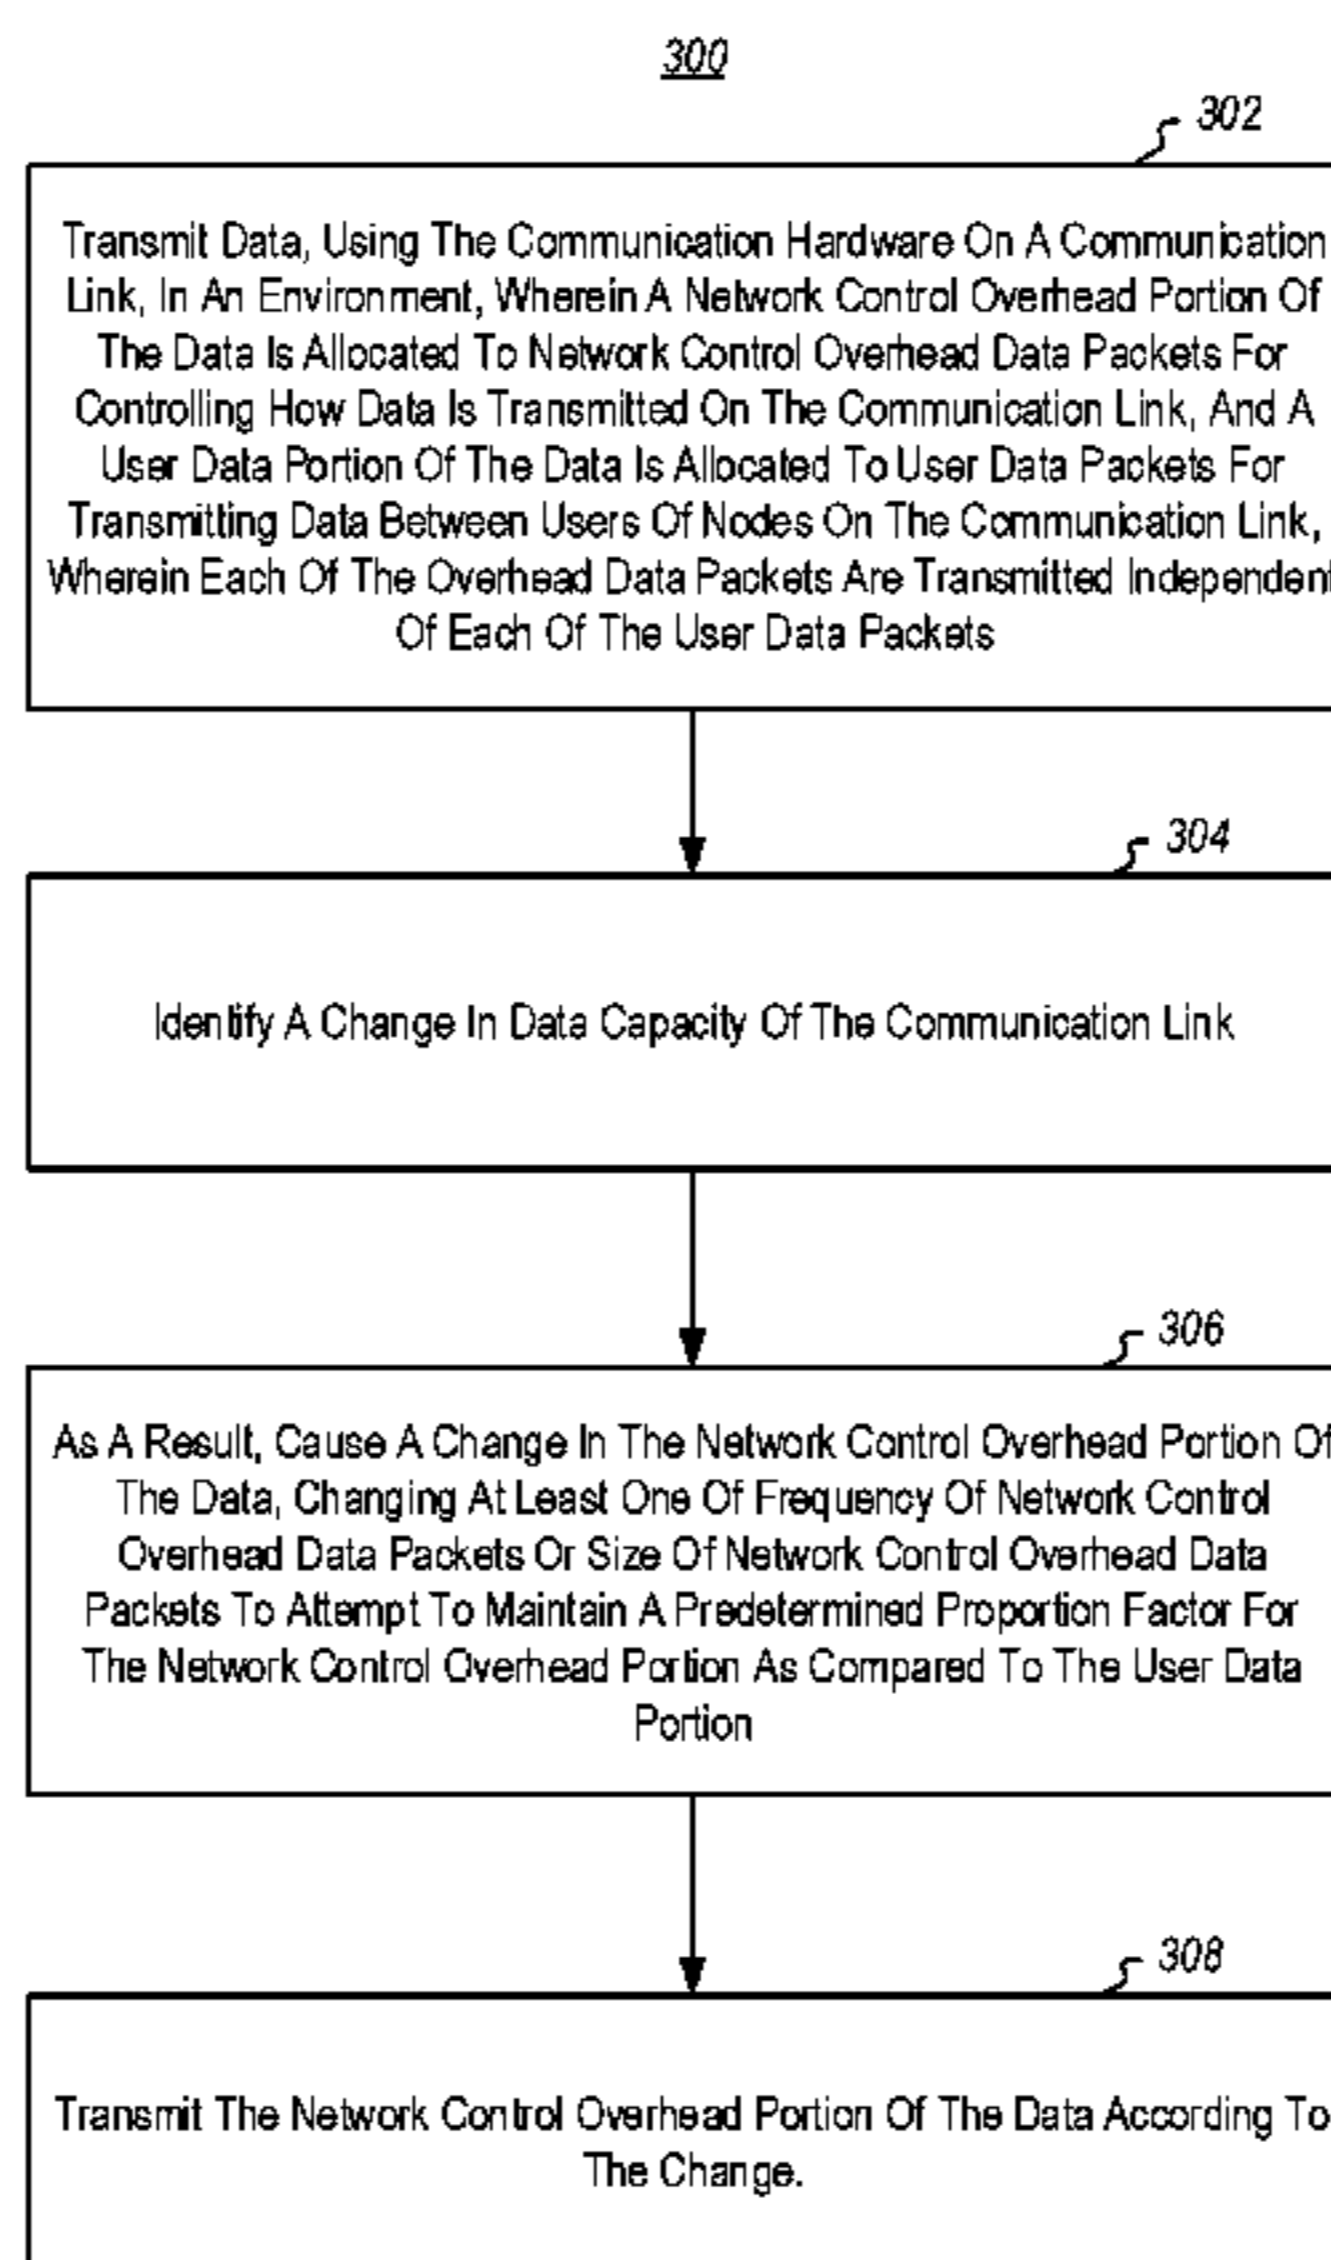 300
302
Transmit Data, Using The Communication Hardware On A Communication
Link, In An Environment, Wherein A Network Control Overhead Portion Of
The Data Is Allocated To Network Control Overhead Data Packets For
Controlling How Data Is Transmitted On The Communication Link, And A
User Data Portion Of The Data Is Allocated To User Data Packets For
Transmitting Data Between Users Of Nodes On The Communication Link,
Wherein Each Of The Overhead Data Packets Are Transmitted Independent
Of Each Of The User Data Packets
304
Identify A Change In Data Capacity Of The Communication Link
306
As A Result, Cause A Change In The Network Control Overhead Portion Of
The Data, Changing At Least One Of Frequency Of Network Control
Overhead Data Packets Or Size Of Network Control Overhead Data
Packets To Attempt To Maintain A Predetermined Proportion Factor For
The Network Control Overhead Portion As Compared To The User Data
Portion
308
Transmit The Network Control Overhead Portion Of The Data According To
The Change.